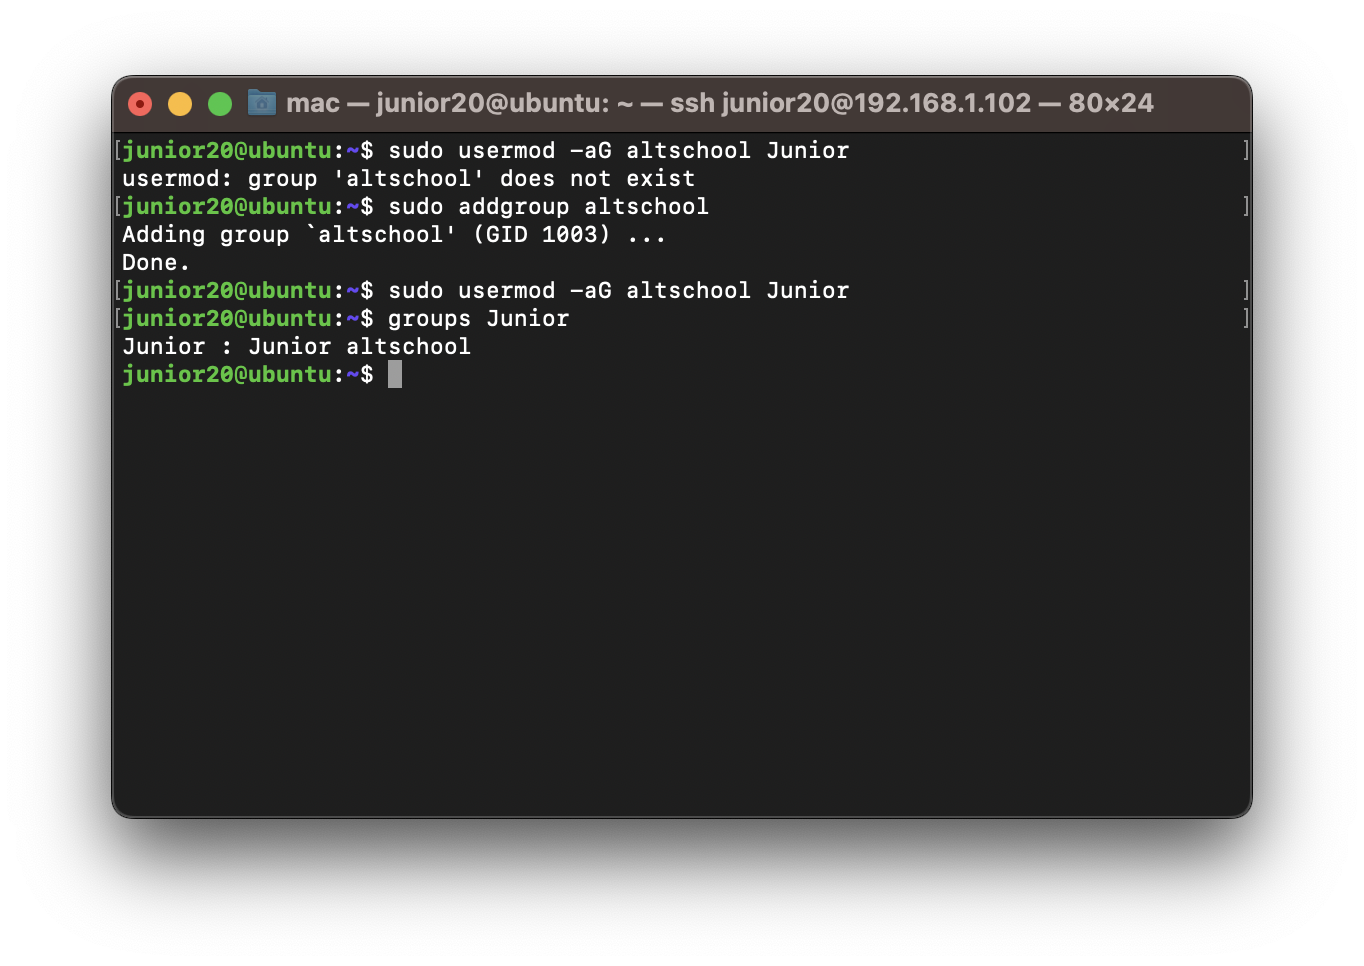 mac — junior20@ubuntu: ~ — ssh junior20@192.168.1.102 — 80×24
[junior20@ubuntu:~$ sudo usermod -aG altschool Junior ]
usermod: group 'altschool' does not exist
[junior20@ubuntu:~$ sudo addgroup altschool ]
Adding group `altschool' (GID 1003) ...
Done.
[junior20@ubuntu:~$ sudo usermod -aG altschool Junior ]
[junior20@ubuntu:~$ groups Junior ]
Junior : Junior altschool
junior20@ubuntu:~$